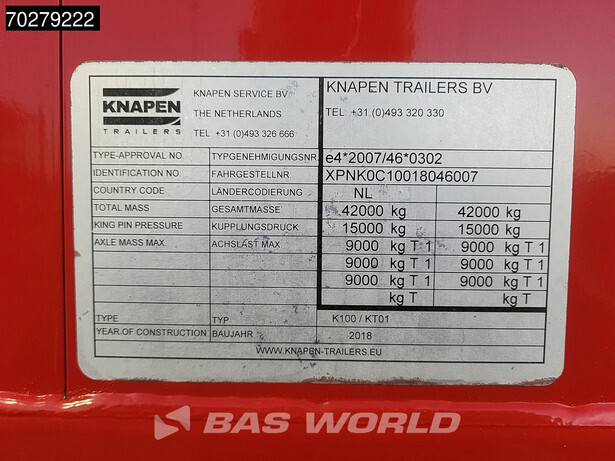 70279222
KNAPEN
TRAILERS
KNAPEN SERVICE BV
THE NETHERLANDS
TEL. +31 (0)493 326 666
KNAPEN TRAILERS BV
TEL. +31 (0)493 320 330
TYPE-APPROVAL NO. TYPGENEHMIGUNGSNR. e4*2007/46*0302
IDENTIFICATION NO. FAHRGESTELLNR. XPNK0C10018046007
COUNTRY CODE LÄNDERCODIERUNG NL
TOTAL MASS GESAMTMASSE 42000 kg 42000 kg
KING PIN PRESSURE KUPPLUNGSDRUCK 15000 kg 15000 kg
AXLE MASS MAX. ACHSLAST MAX 9000 kg T 1 9000 kg T 1
9000 kg T 1 9000 kg T 1
9000 kg T 1 9000 kg T 1
kg T kg T
TYPE TYP K100 / KT01
YEAR OF CONSTRUCTION BAUJAHR 2018
WWW.KNAPEN-TRAILERS.EU
BAS WORLD